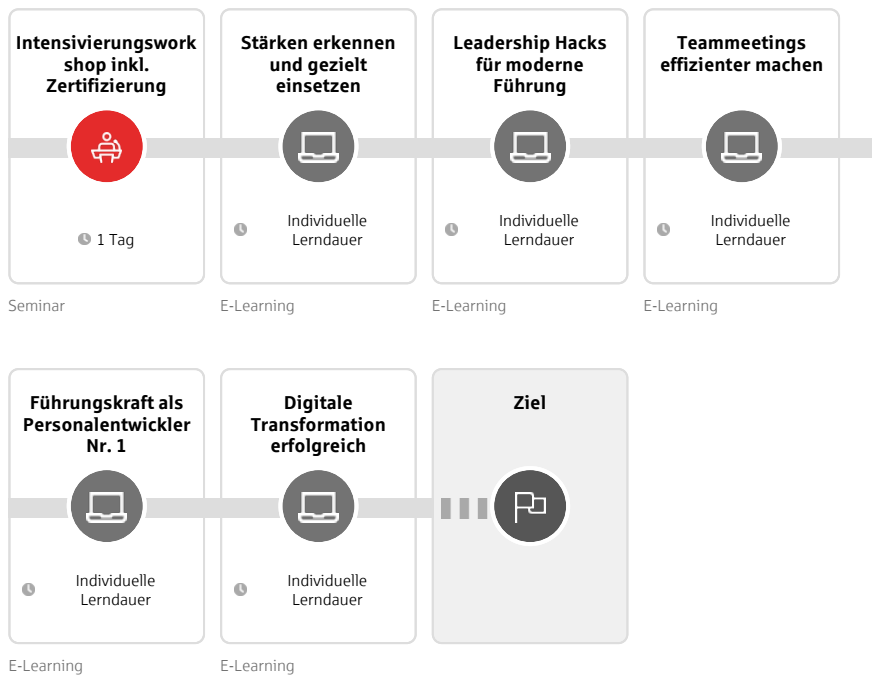 Intensivierungswork
shop inkl.
Zertifizierung
1 Tag
Seminar
Stärken erkennen
und gezielt
einsetzen
Individuelle
Lerndauer
E-Learning
Leadership Hacks
für moderne
Führung
Individuelle
Lerndauer
E-Learning
Teammeetings
effizienter machen
Individuelle
Lerndauer
E-Learning
Führungskraft als
Personalentwickler
Nr. 1
Individuelle
Lerndauer
E-Learning
Digitale
Transformation
erfolgreich
Individuelle
Lerndauer
E-Learning
Ziel